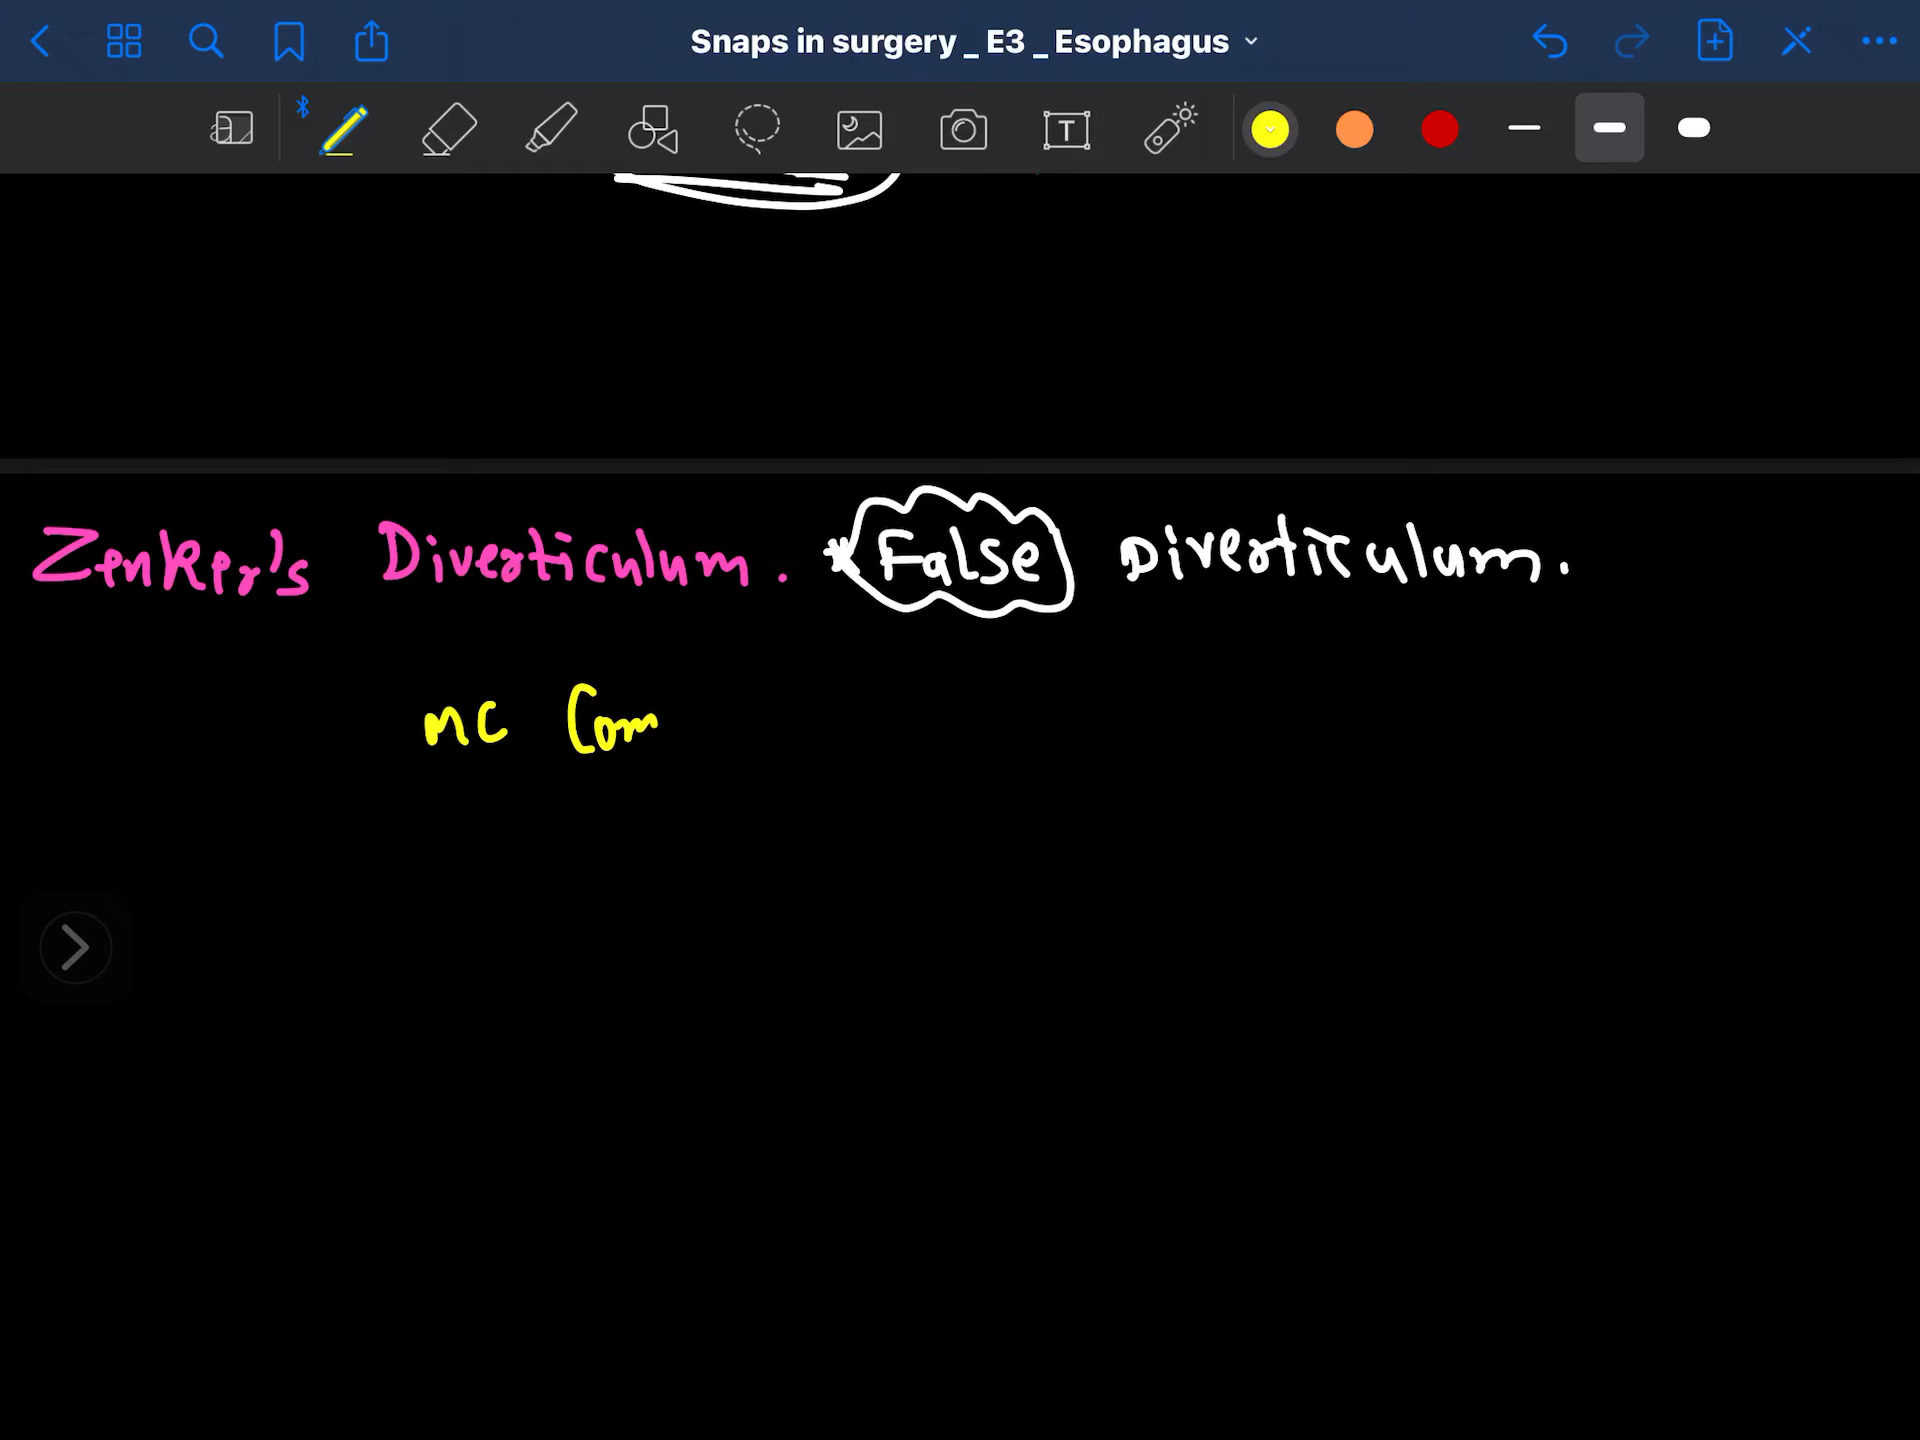 Snaps in surgery _ E3 _ Esophagus
Zenker's Diverticulum. * False Diverticulum.
MC Com